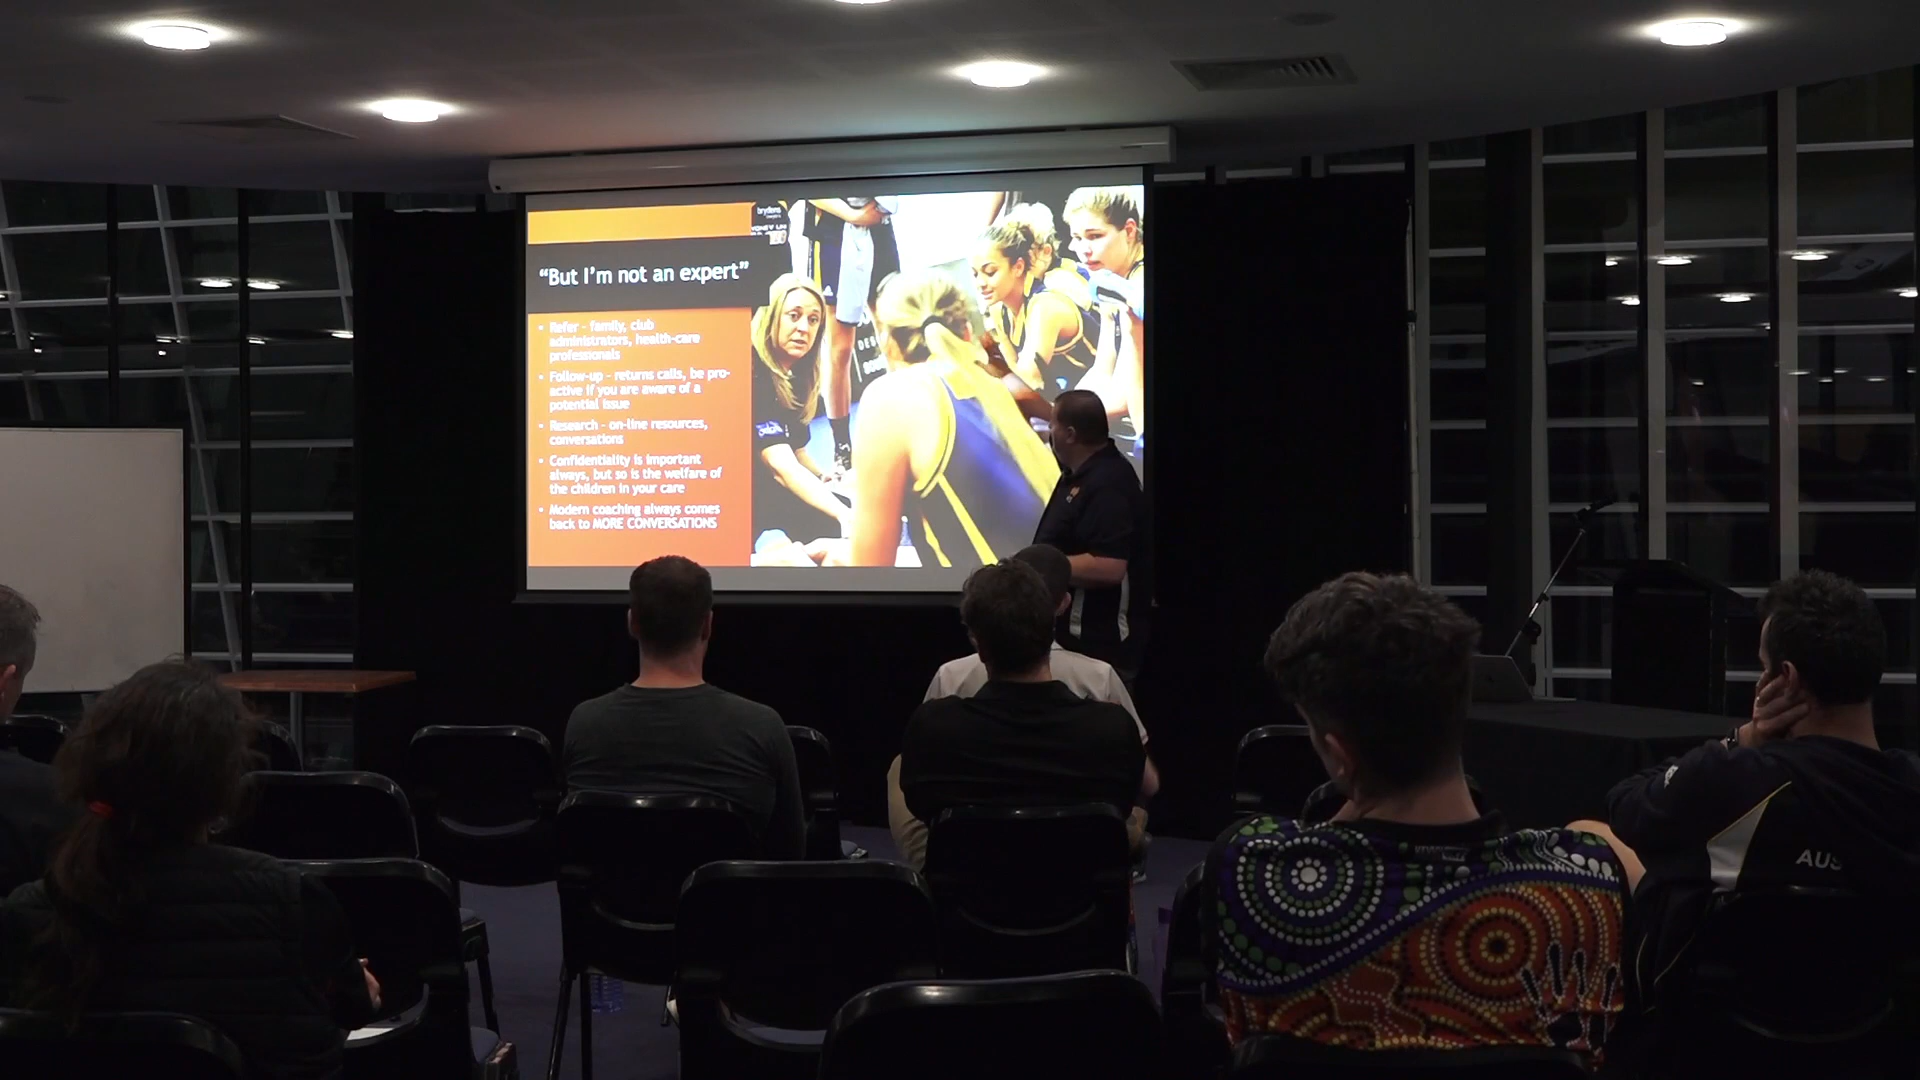 brydens
"But I'm not an expert"
• Refer - family, club
administrators, health-care
professionals
• Follow-up - returns calls, be pro-
active if you are aware of a
potential issue
• Research - on-line resources,
conversations
• Confidentiality is important
always, but so is the welfare of
the children in your care
• Modern coaching always comes
back to MORE CONVERSATIONS
AUS